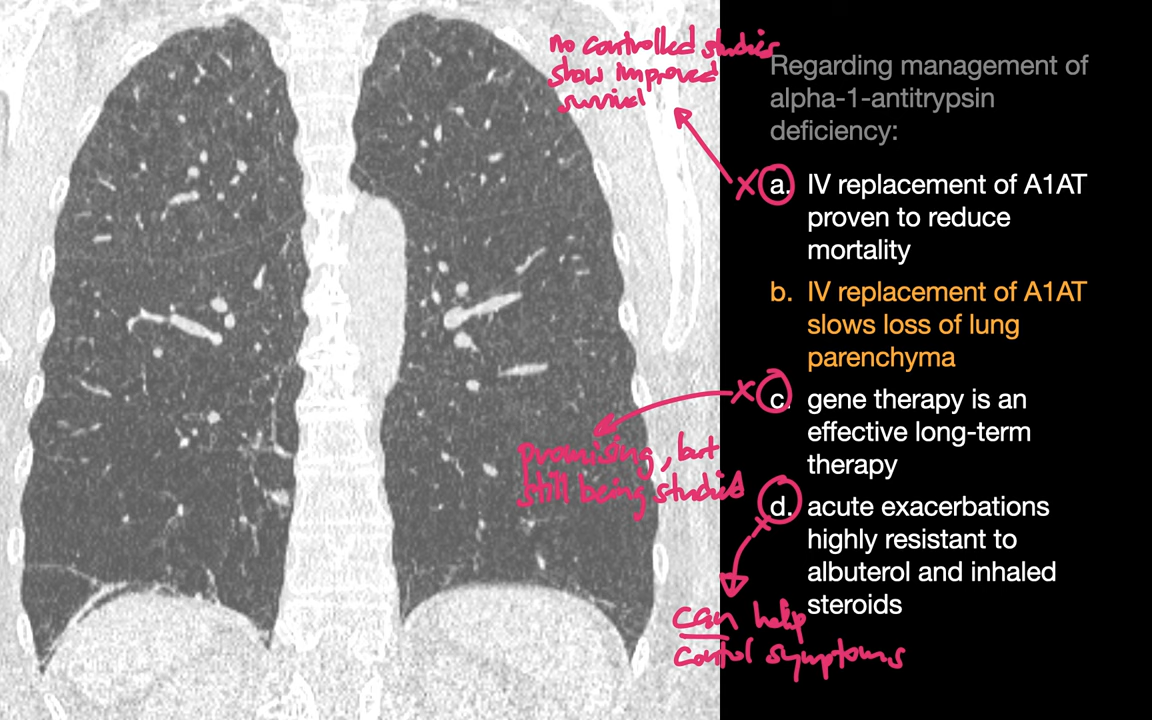 no controlled studies
show improved
survival
Regarding management of
alpha-1-antitrypsin
deficiency:
X a. IV replacement of A1AT
proven to reduce
mortality
b. IV replacement of A1AT
slows loss of lung
parenchyma
X c. gene therapy is an
effective long-term
therapy
promising, but
still being studied
X d. acute exacerbations
highly resistant to
albuterol and inhaled
steroids
can help
control symptoms